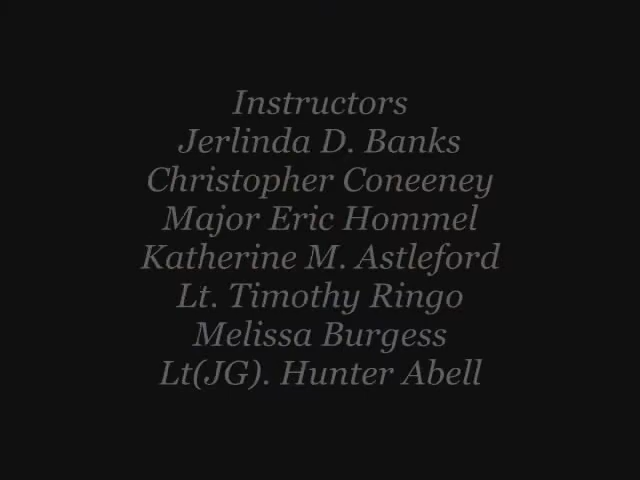 Instructors
Jerlinda D. Banks
Christopher Coneeney
Major Eric Hommel
Katherine M. Astleford
Lt. Timothy Ringo
Melissa Burgess
Lt(JG). Hunter Abell